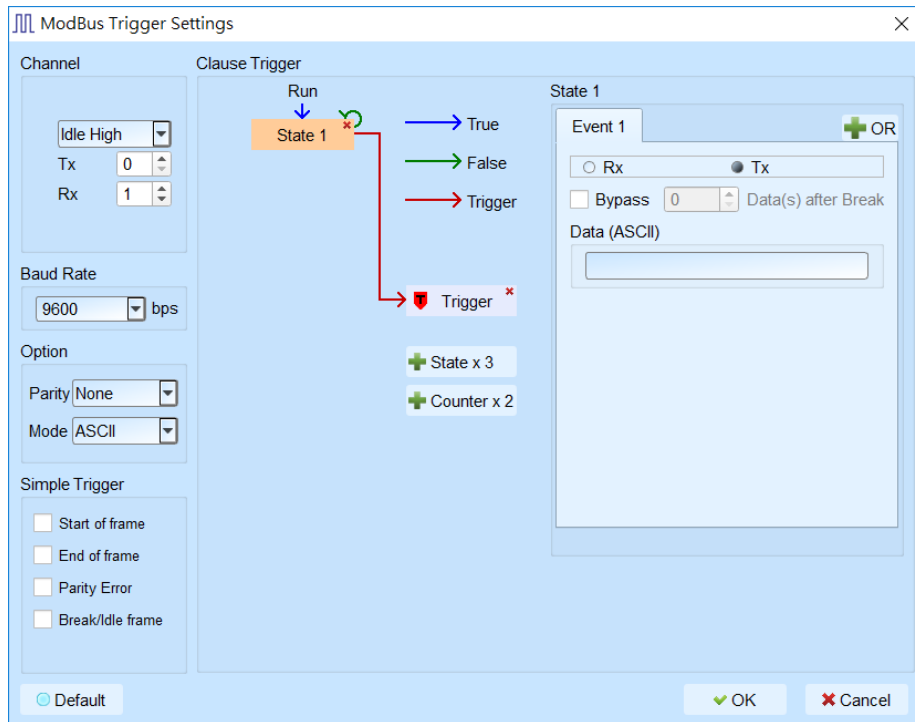 ModBus Trigger Settings
Channel
Idle High
Tx 0
Rx 1
Baud Rate
9600 bps
Option
Parity None
Mode ASCII
Simple Trigger
Start of frame
End of frame
Parity Error
Break/Idle frame
Clause Trigger
Run
State 1
True
False
Trigger
T Trigger
State x 3
Counter x 2
State 1
Event 1
OR
Rx Tx
Bypass 0 Data(s) after Break
Data (ASCII)
Default
OK
Cancel